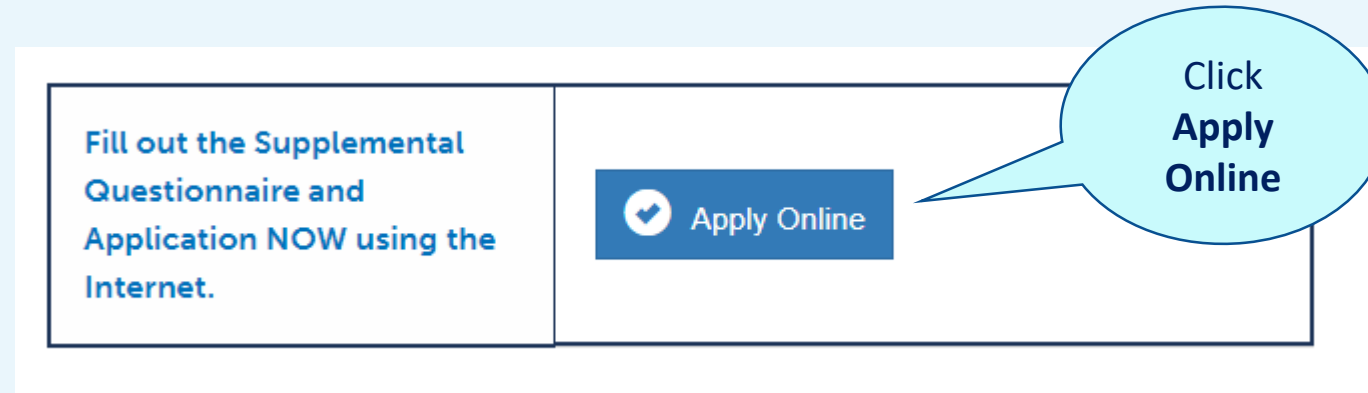 Fill out the Supplemental
Questionnaire and
Application NOW using the
Internet.
Apply Online
Click
Apply
Online